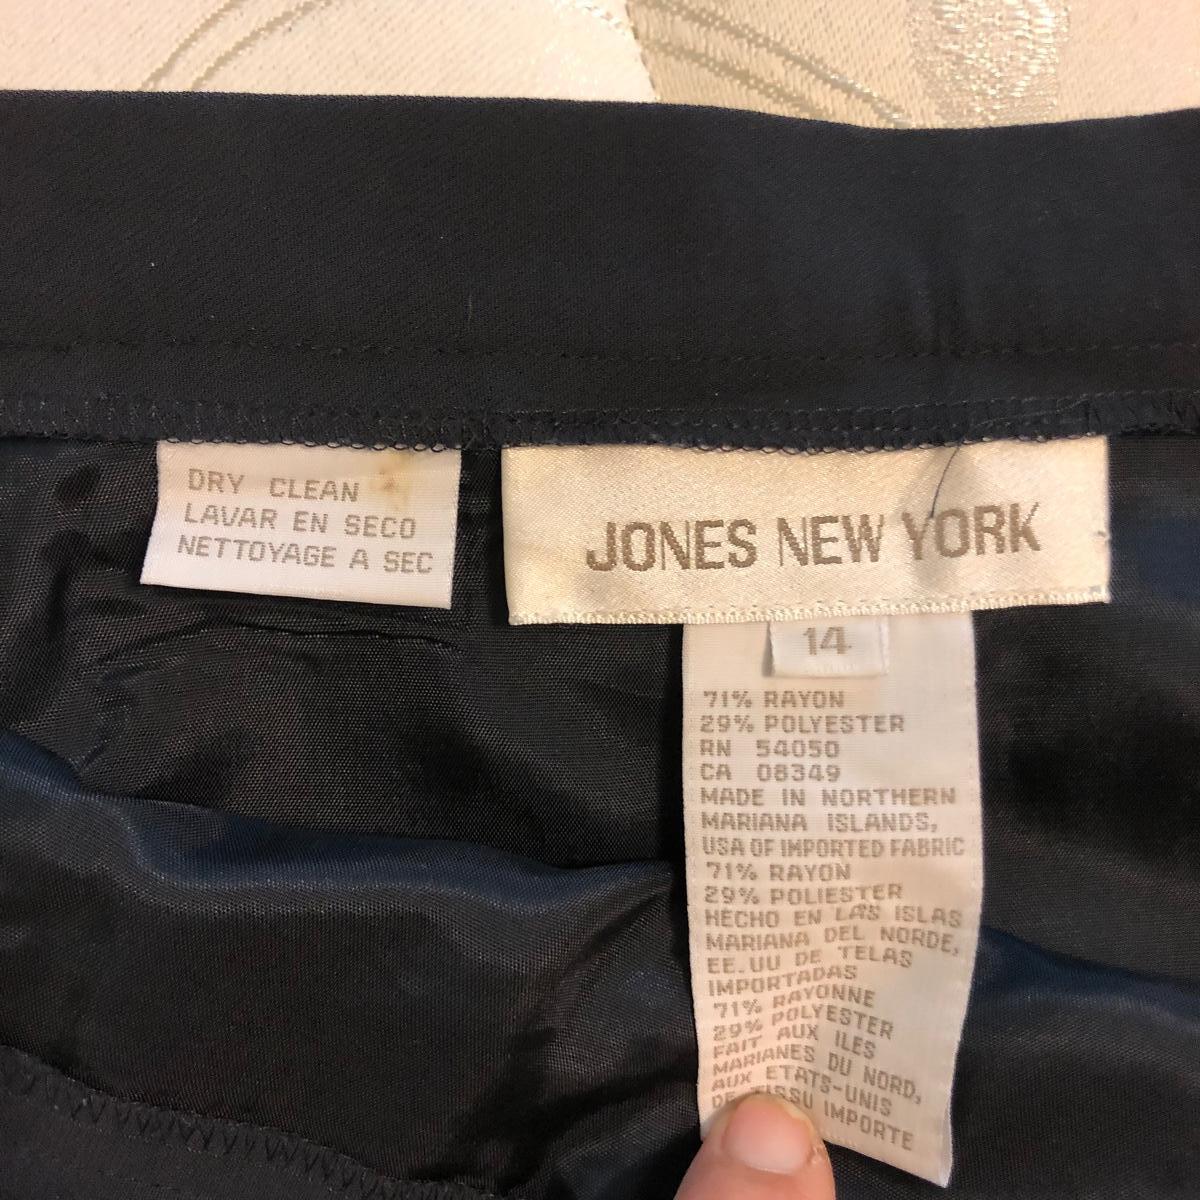 DRY CLEAN
LAVAR EN SECO
NETTOYAGE A SEC
JONES NEW YORK
14
71% RAYON
29% POLYESTER
RN 54050
CA 08349
MADE IN NORTHERN
MARIANA ISLANDS,
USA OF IMPORTED FABRIC
71% RAYON
29% POLIESTER
HECHO EN LAS ISLAS
MARIANA DEL NORDE,
EE.UU DE TELAS
IMPORTADAS
71% RAYONNE
29% POLYESTER
FAIT AUX ILES
MARIANES DU NORD,
AUX ETATS-UNIS
DE TISSU IMPORTE